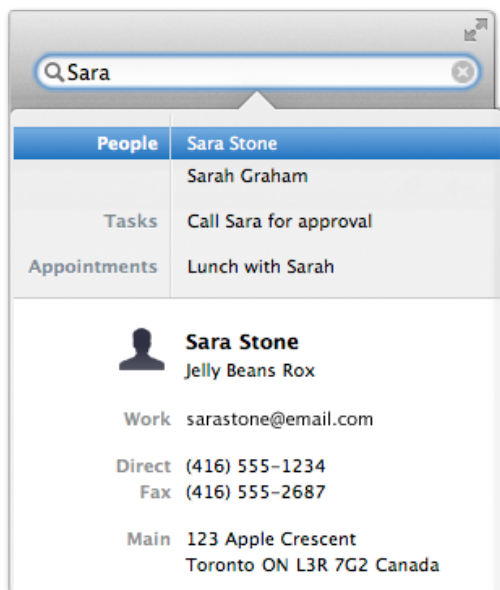 Sara
People Sara Stone
Sarah Graham
Tasks Call Sara for approval
Appointments Lunch with Sarah
Sara Stone
Jelly Beans Rox
Work sarastone@email.com
Direct (416) 555-1234
Fax (416) 555-2687
Main 123 Apple Crescent
Toronto ON L3R 7G2 Canada